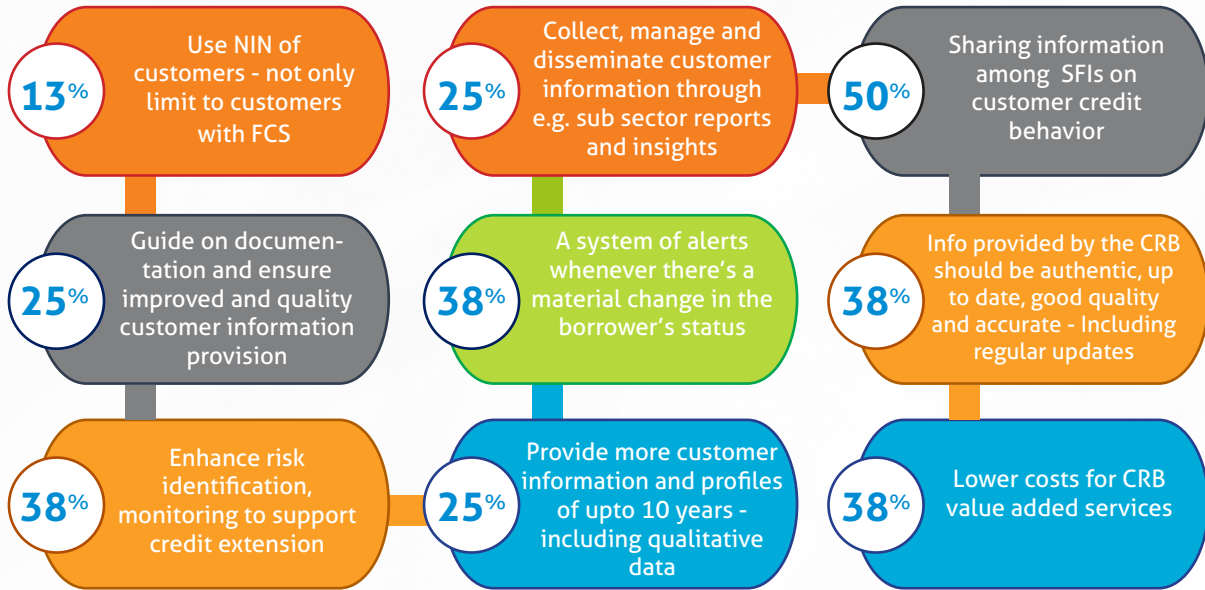 13%
Use NIN of
customers - not only
limit to customers
with FCS
25%
Collect, manage and
disseminate customer
information through
e.g. sub sector reports
and insights
50%
Sharing information
among SFIs on
customer credit
behavior
25%
Guide on documen-
tation and ensure
improved and quality
customer information
provision
38%
A system of alerts
whenever there's a
material change in the
borrower's status
38%
Info provided by the CRB
should be authentic, up
to date, good quality
and accurate - Including
regular updates
38%
Enhance risk
identification,
monitoring to support
credit extension
25%
Provide more customer
information and profiles
of upto 10 years -
including qualitative
data
38%
Lower costs for CRB
value added services